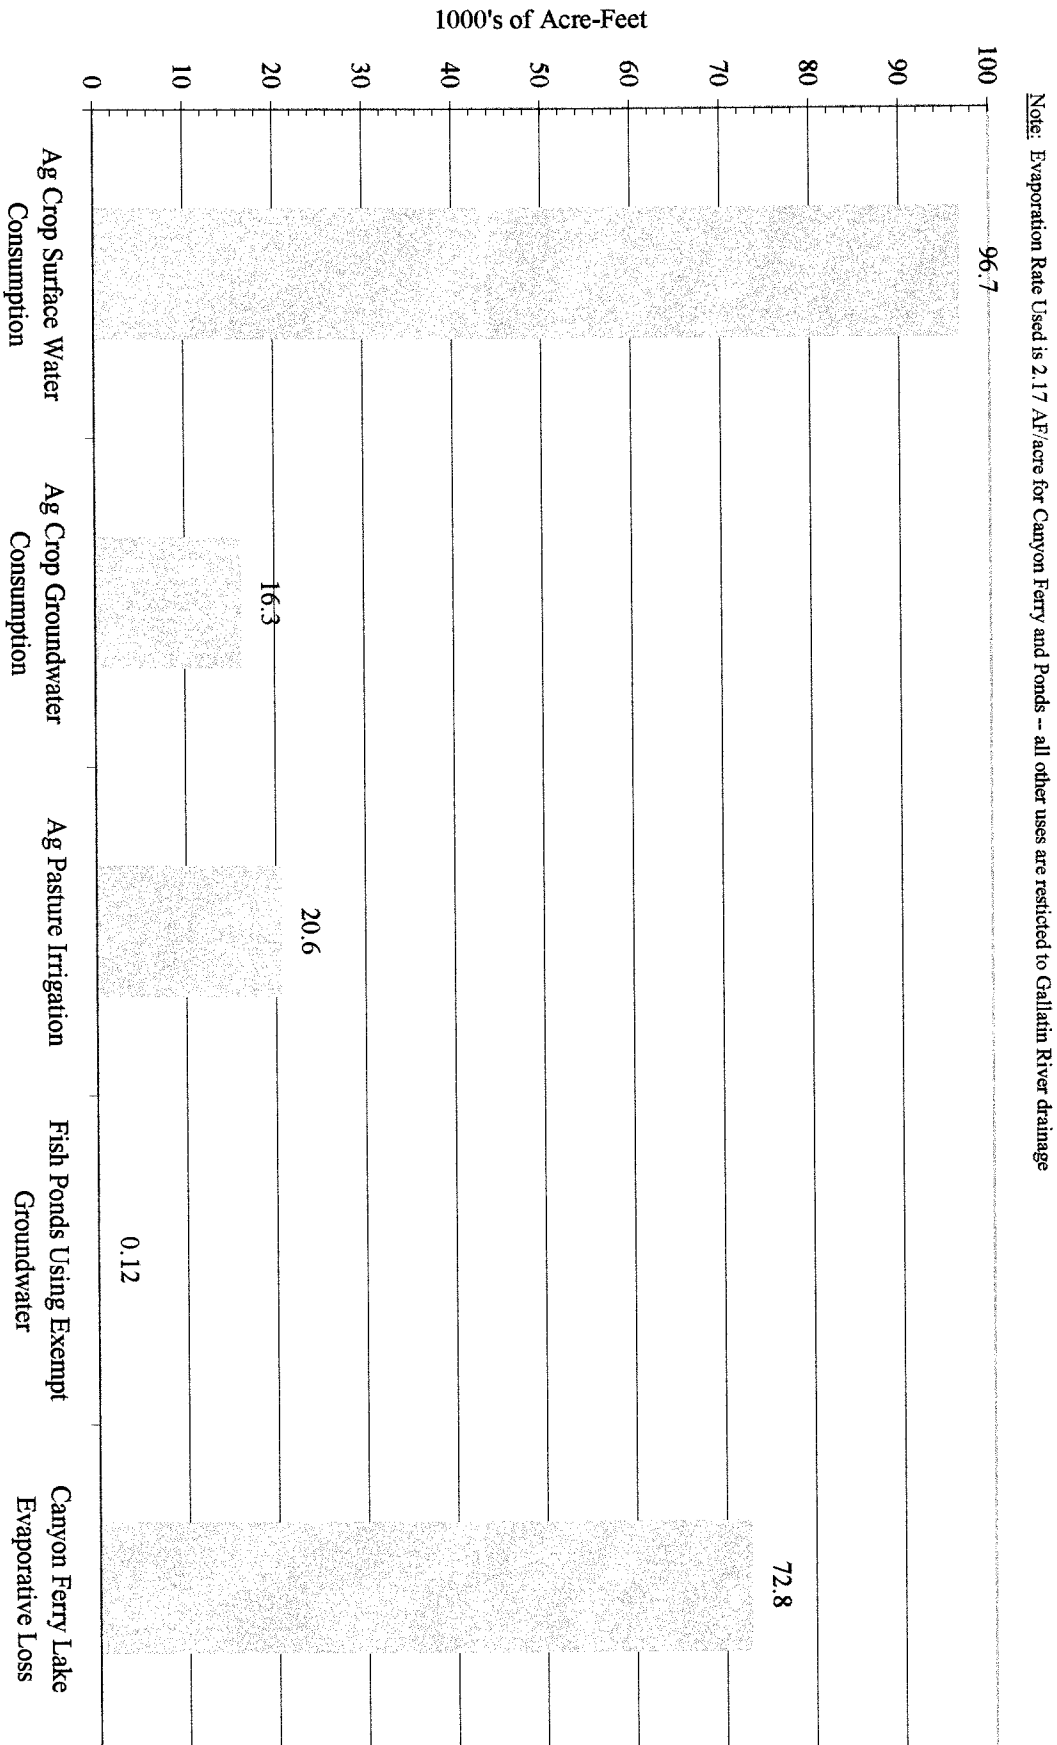 Note: Evaporation Rate Used is 2.17 AF/acre for Canyon Ferry and Ponds -- all other uses are resticted to Gallatin River drainage
1000's of Acre-Feet
100
90
80
70
60
50
40
30
20
10
0
96.7
16.3
20.6
0.12
72.8
Ag Crop Surface Water
Consumption
Ag Crop Groundwater
Consumption
Ag Pasture Irrigation
Fish Ponds Using Exempt
Groundwater
Canyon Ferry Lake
Evaporative Loss